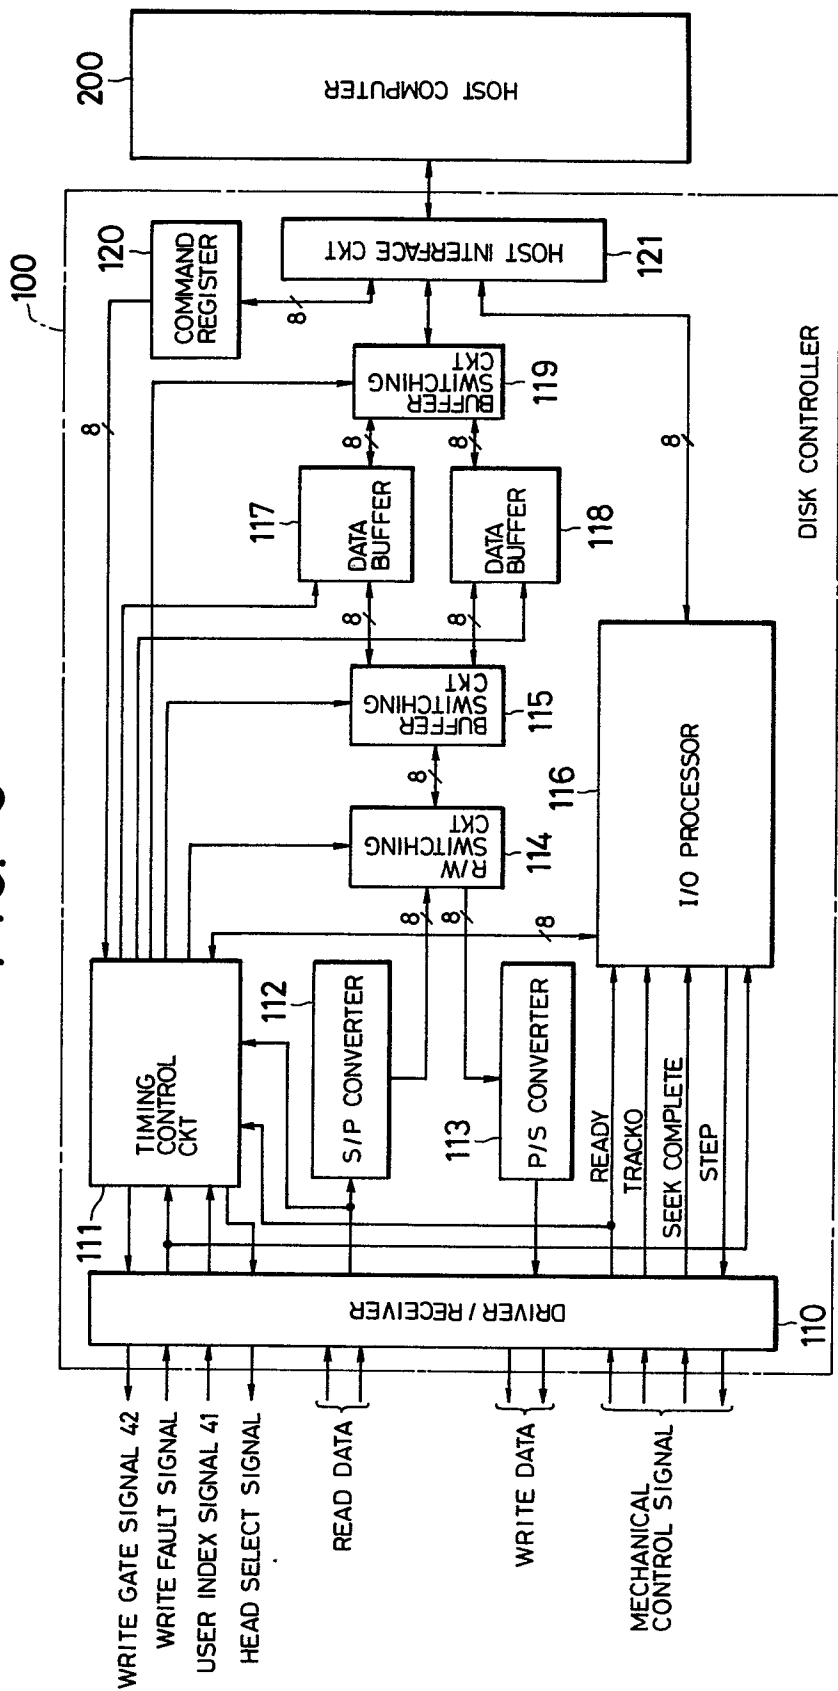 100
120
200
COMMAND
REGISTER
HOST COMPUTER
HOST INTERFACE CKT
121
8
8
8
BUFFER
SWITCHING
CKT
119
8
8
117
DATA
BUFFER
118
DATA
BUFFER
8
8
BUFFER
SWITCHING
CKT
115
8
R/W
SWITCHING
CKT
114
8
8
8
111
TIMING
CONTROL
CKT
112
S/P CONVERTER
113
P/S CONVERTER
116
I/O PROCESSOR
READY
TRACKO
SEEK COMPLETE
STEP
DRIVER / RECEIVER
110
DISK CONTROLLER
WRITE GATE SIGNAL 42
WRITE FAULT SIGNAL
USER INDEX SIGNAL 41
HEAD SELECT SIGNAL
READ DATA
WRITE DATA
MECHANICAL
CONTROL SIGNAL